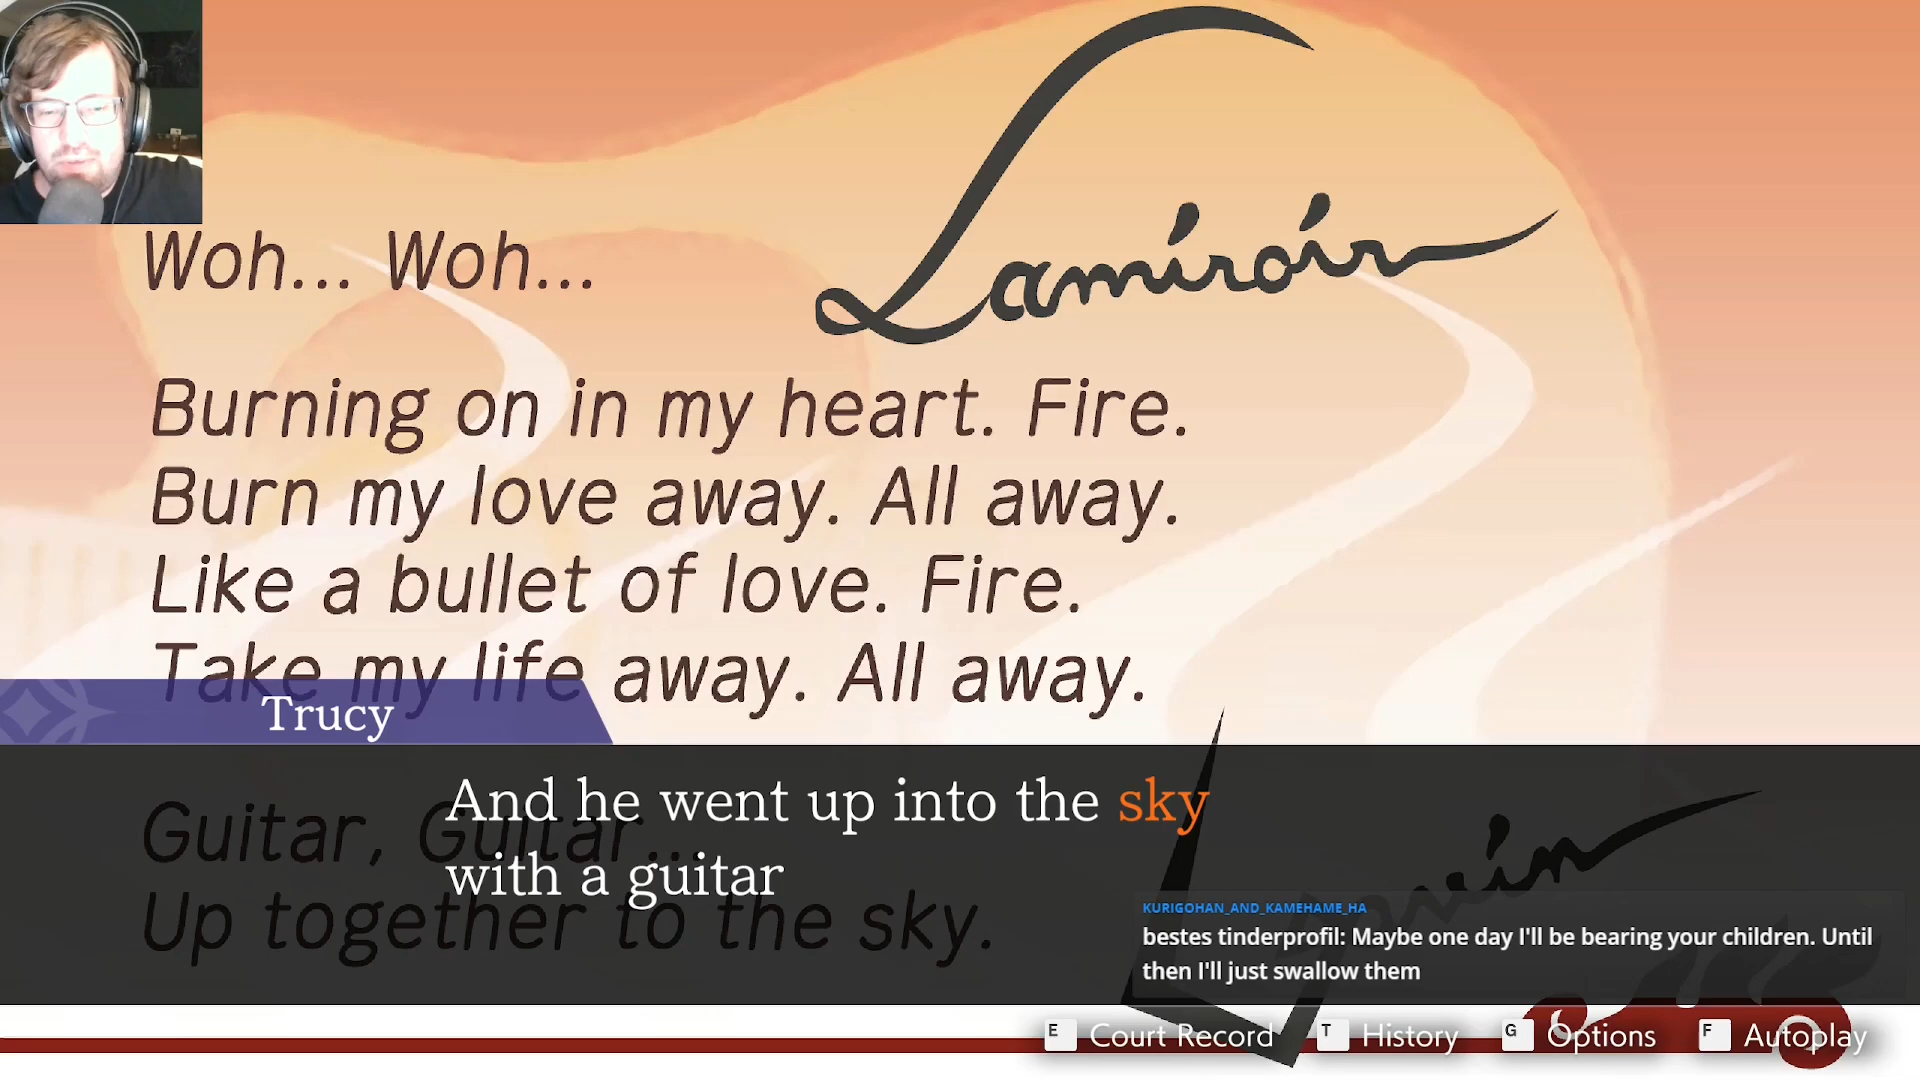 Lamiroir
Woh... Woh...
Burning on in my heart. Fire.
Burn my love away. All away.
Like a bullet of love. Fire.
Take my life away. All away.
Trucy
And he went up into the sky
with a guitar
Guitar, Guitar...
Up together to the sky.
KURIGOHAN_AND_KAMEHAME_HA
bestes tinderprofil: Maybe one day I'll be bearing your children. Until
then I'll just swallow them
E Court Record T History G Options F Autoplay